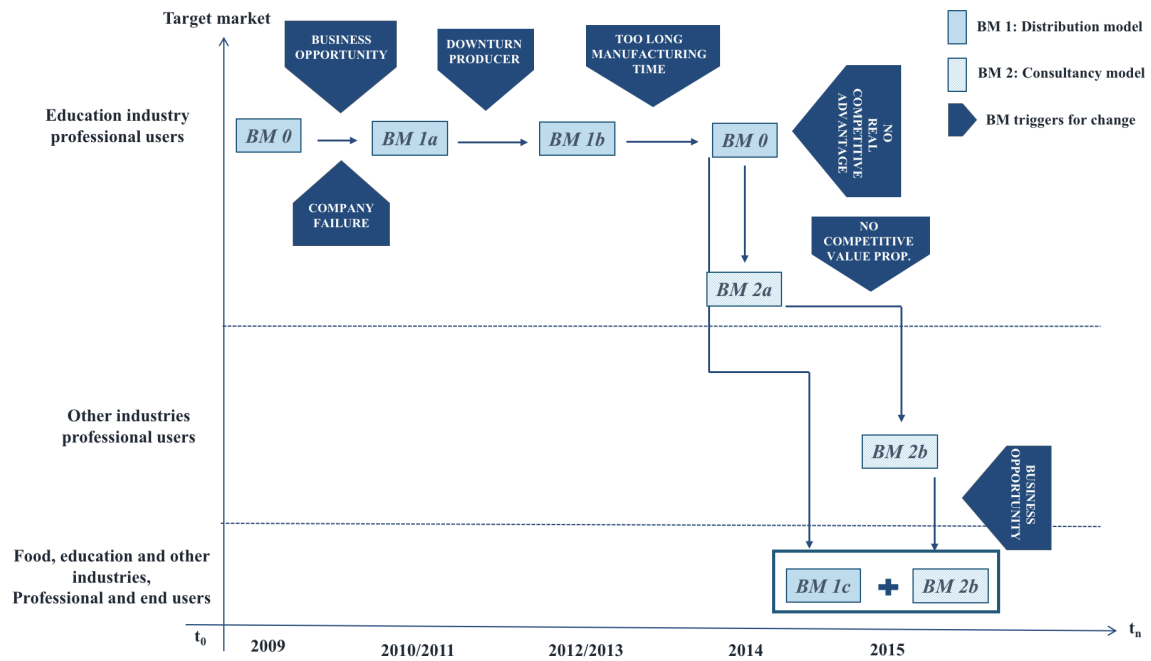 Target market
BUSINESS
OPPORTUNITY
DOWNTURN
PRODUCER
TOO LONG
MANUFACTURING
TIME
BM 1: Distribution model
BM 2: Consultancy model
BM triggers for change
Education industry
professional users
BM 0
BM 1a
BM 1b
BM 0
NO
REAL
COMPETITIVE
ADVANTAGE
COMPANY
FAILURE
NO
COMPETITIVE
VALUE PROP.
BM 2a
Other industries
professional users
BM 2b
BUSINESS
OPPORTUNITY
Food, education and other
industries,
Professional and end users
BM 1c
BM 2b
t0
2009
2010/2011
2012/2013
2014
2015
tn